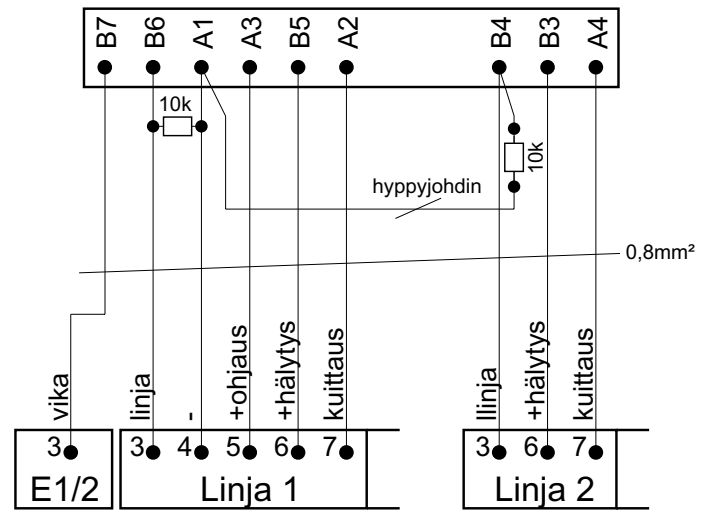 B7 B6 A1 A3 B5 A2 B4 B3 A4
10k
10k
hyppyjohdin
0,8mm²
vika linja - +ohjaus +hälytys kuittaus llinja +hälytys kuittaus
3 3 4 5 6 7 3 6 7
E1/2 Linja 1 Linja 2